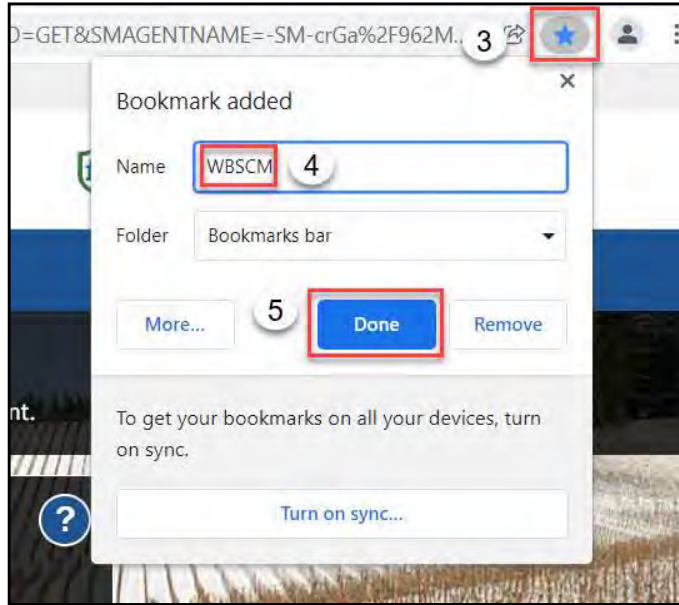 D=GET&SMAGENTNAME=-SM-crGa%2F962M...
3
Bookmark added
Name WBSCM 4
Folder Bookmarks bar
More... 5 Done Remove
nt.
To get your bookmarks on all your devices, turn
on sync.
?
Turn on sync...